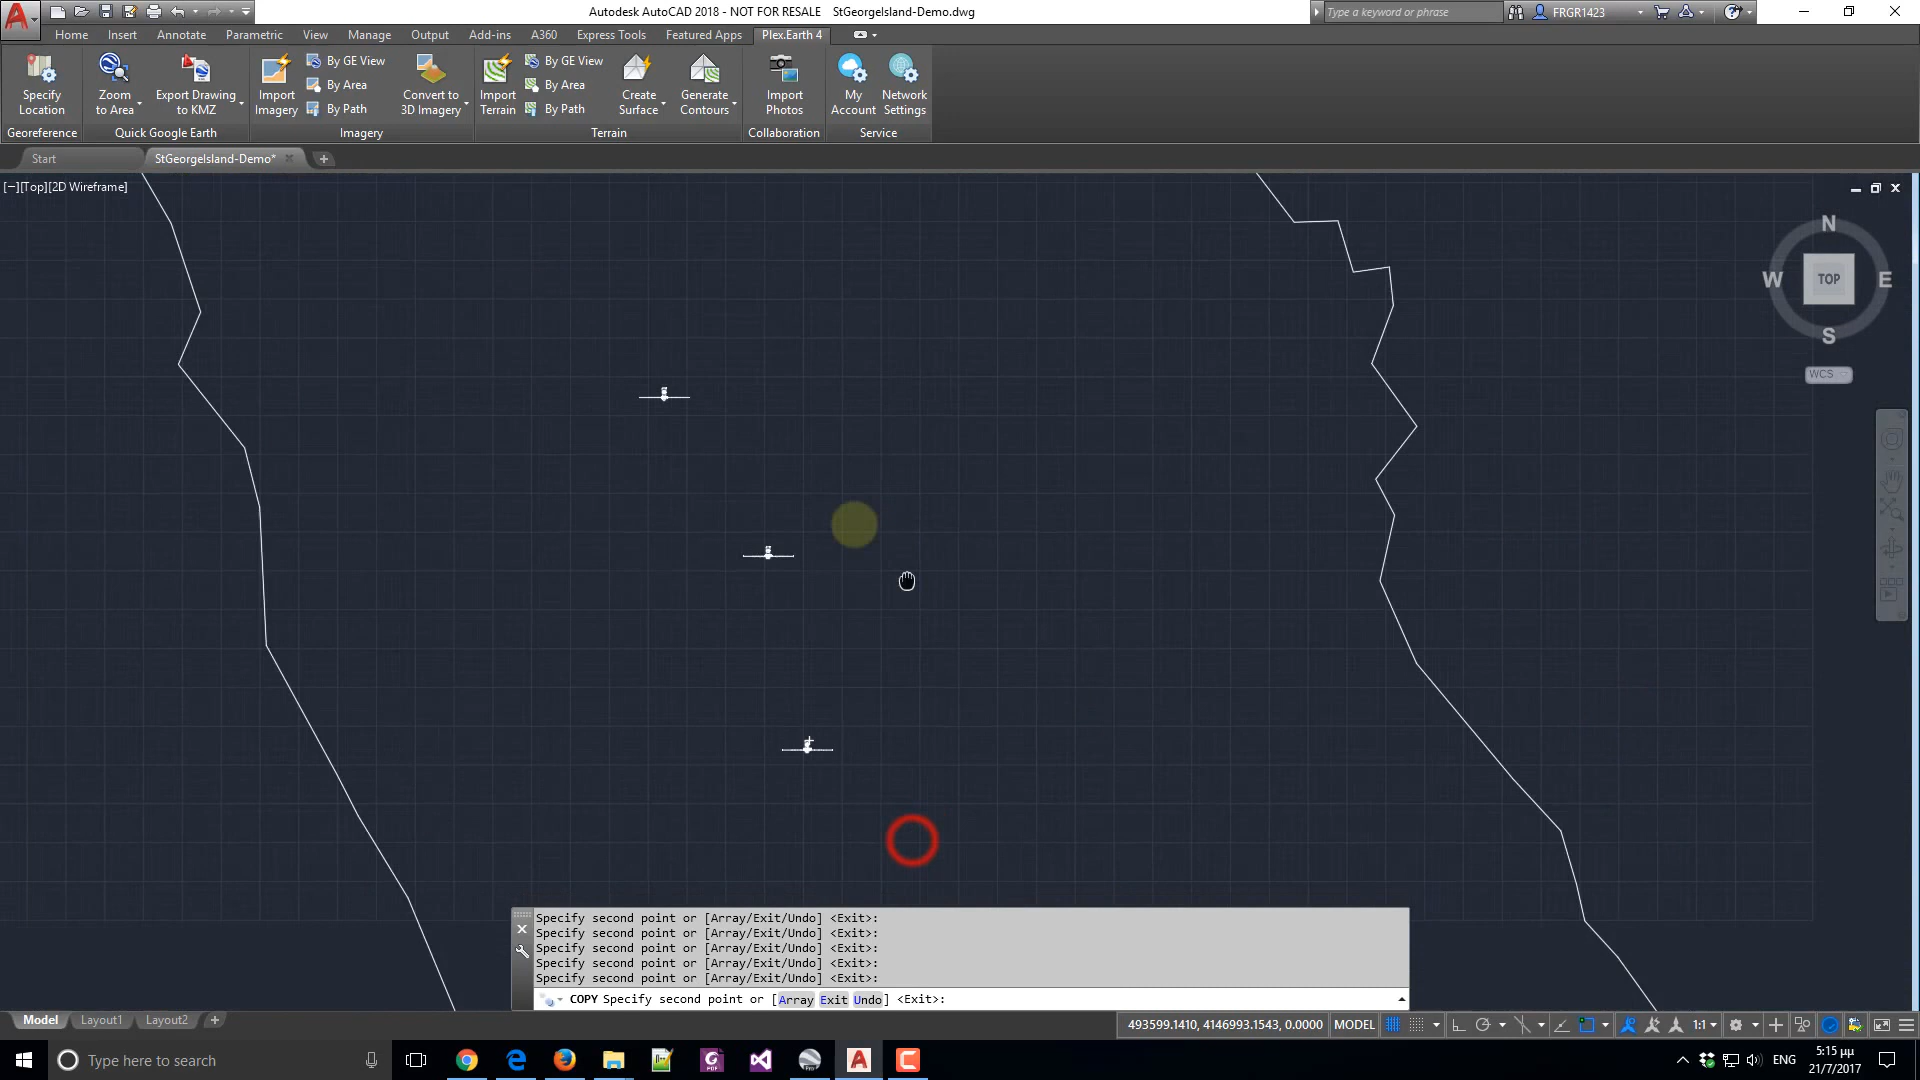 Autodesk AutoCAD 2018 - NOT FOR RESALE StGeorgeIsland-Demo.dwg
Type a keyword or phrase
FRGR1423
Home Insert Annotate Parametric View Manage Output Add-ins A360 Express Tools Featured Apps Plex.Earth 4
Specify Location
Zoom to Area
Export Drawing to KMZ
Import Imagery
By GE View
By Area
By Path
Convert to 3D Imagery
Import Terrain
By GE View
By Area
By Path
Create Surface
Generate Contours
Import Photos
My Account
Network Settings
Georeference Quick Google Earth Imagery Terrain Collaboration Service
Start StGeorgeIsland-Demo*
[−][Top][2D Wireframe]
N
W TOP E
S
WCS
Specify second point or [Array/Exit/Undo] <Exit>:
Specify second point or [Array/Exit/Undo] <Exit>:
Specify second point or [Array/Exit/Undo] <Exit>:
Specify second point or [Array/Exit/Undo] <Exit>:
Specify second point or [Array/Exit/Undo] <Exit>:
COPY Specify second point or [Array Exit Undo] <Exit>:
Model Layout1 Layout2
493599.1410, 4146993.1543, 0.0000 MODEL 1:1
Type here to search
ENG
5:15 μμ
21/7/2017